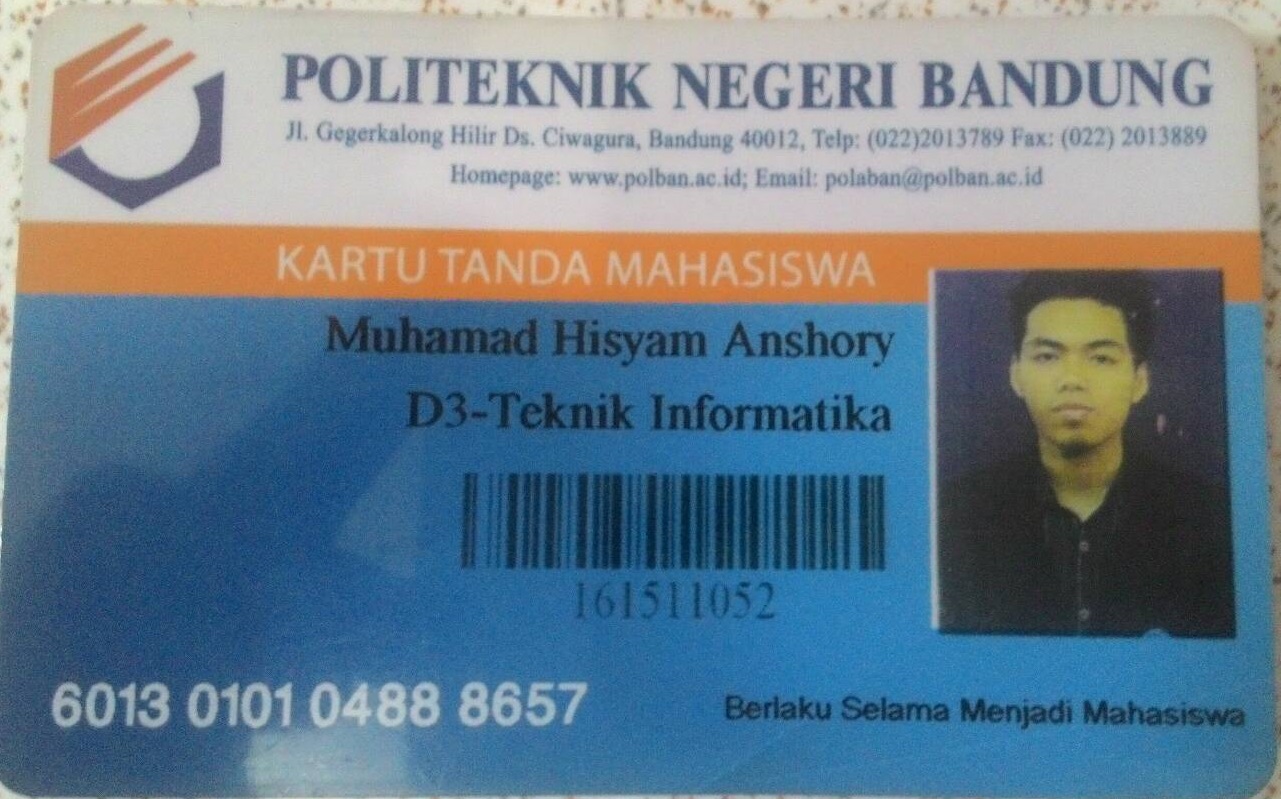 POLITEKNIK NEGERI BANDUNG
Jl. Gegerkalong Hilir Ds. Ciwagura, Bandung 40012, Telp: (022)2013789 Fax: (022) 2013889
Homepage: www.polban.ac.id; Email: polaban@polban.ac.id
KARTU TANDA MAHASISWA
Muhamad Hisyam Anshory
D3-Teknik Informatika
161511052
6013 0101 0488 8657
Berlaku Selama Menjadi Mahasiswa